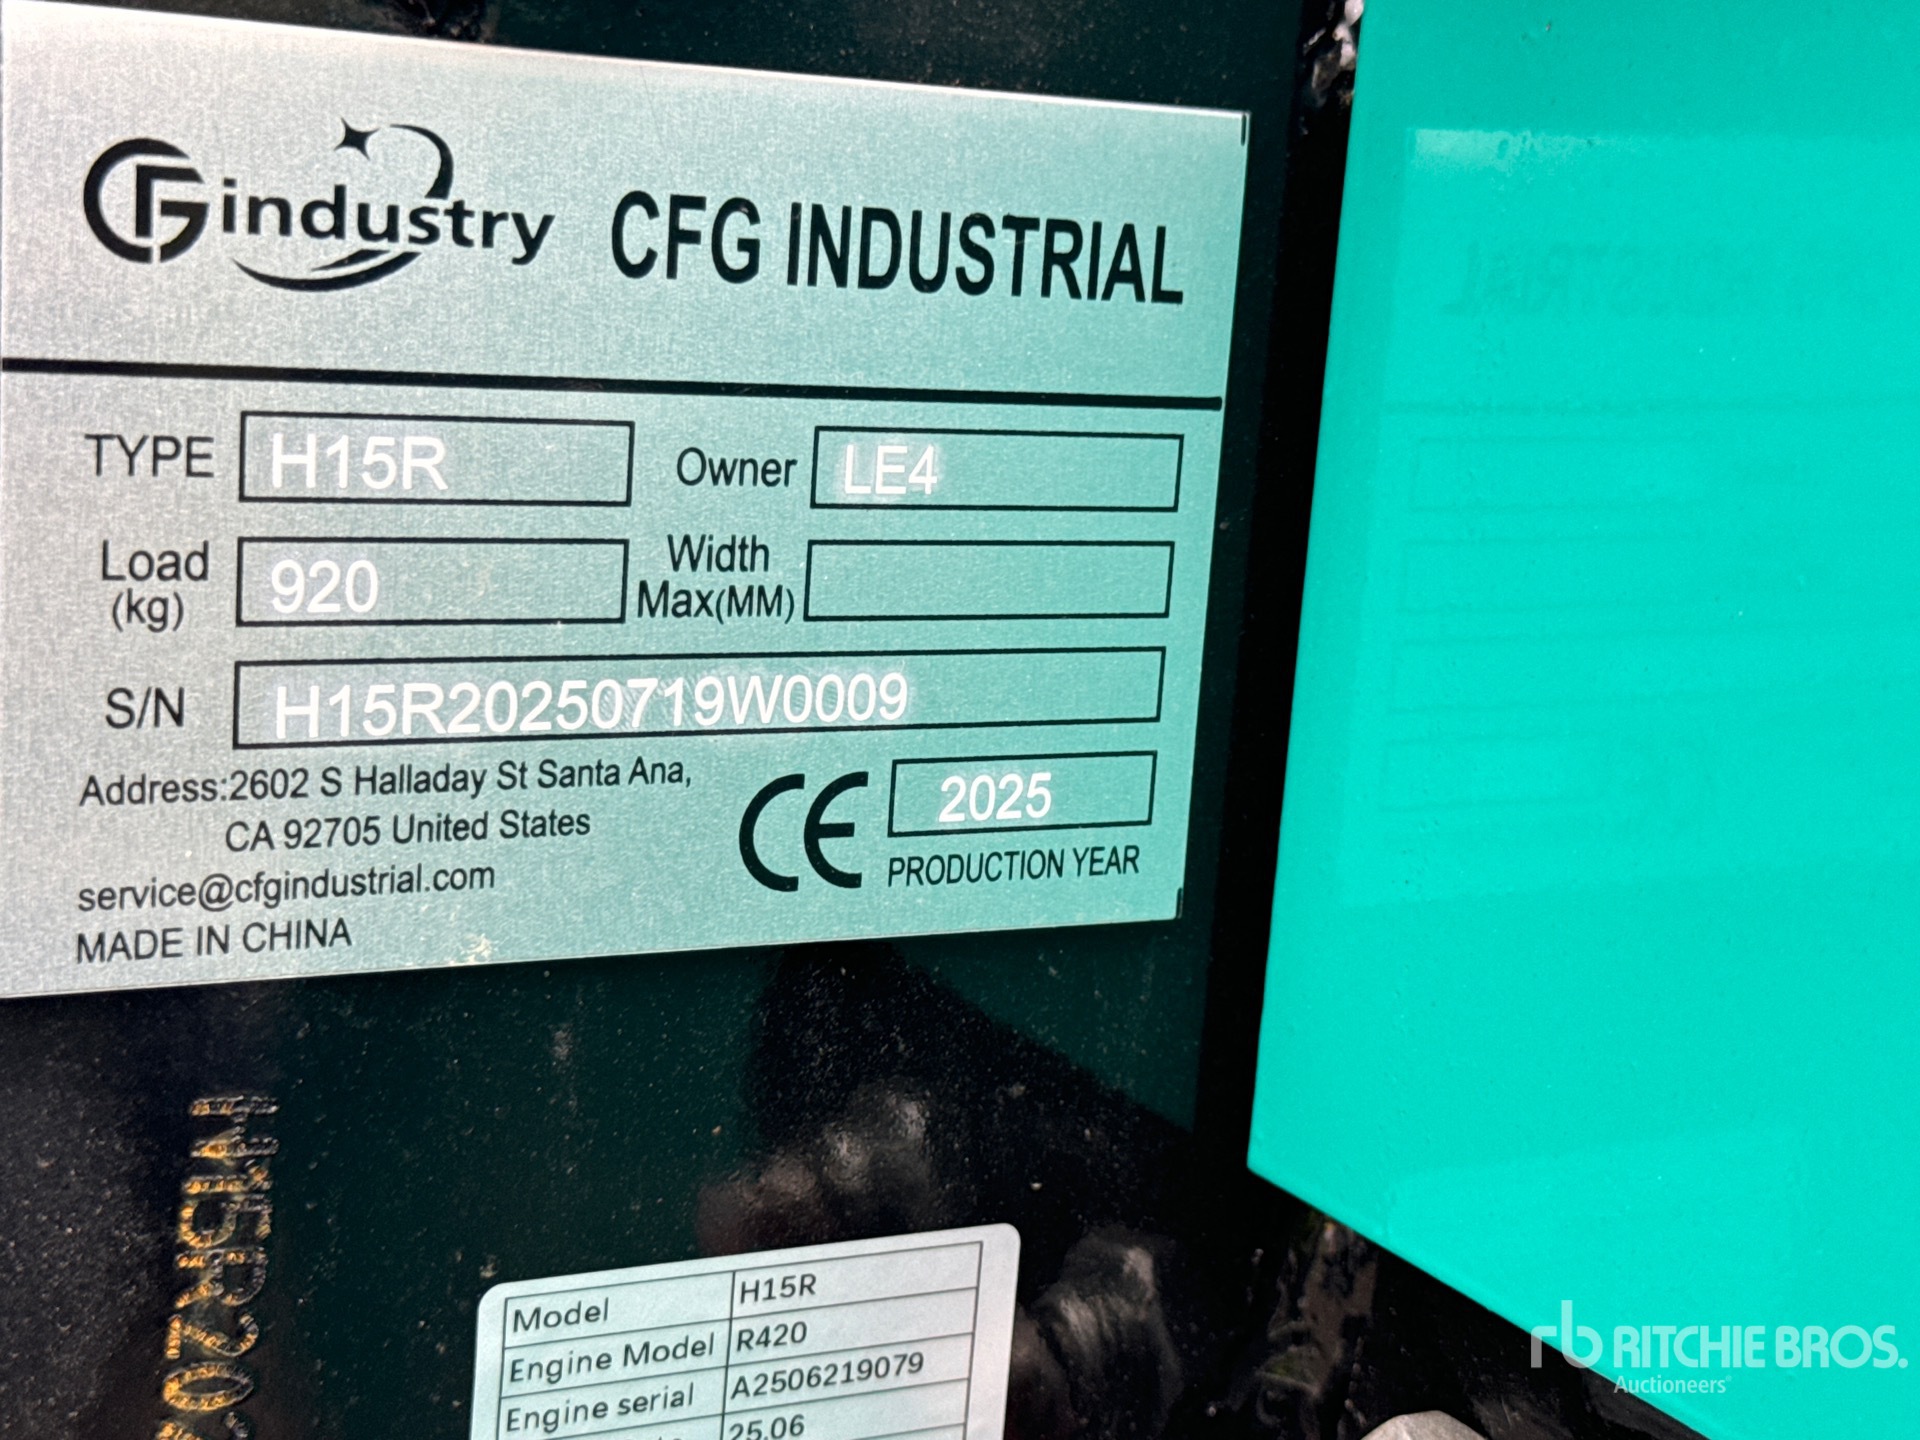 CFGindustry CFG INDUSTRIAL
TYPE H15R Owner LE4
Load (kg) 920 Width Max(MM)
S/N H15R20250719W0009
Address:2602 S Halladay St Santa Ana,
CA 92705 United States
service@cfgindustrial.com
MADE IN CHINA
CE 2025
PRODUCTION YEAR
H15R20
Model H15R
Engine Model R420
Engine serial A2506219079
25.06
rb RITCHIE BROS.
Auctioneers